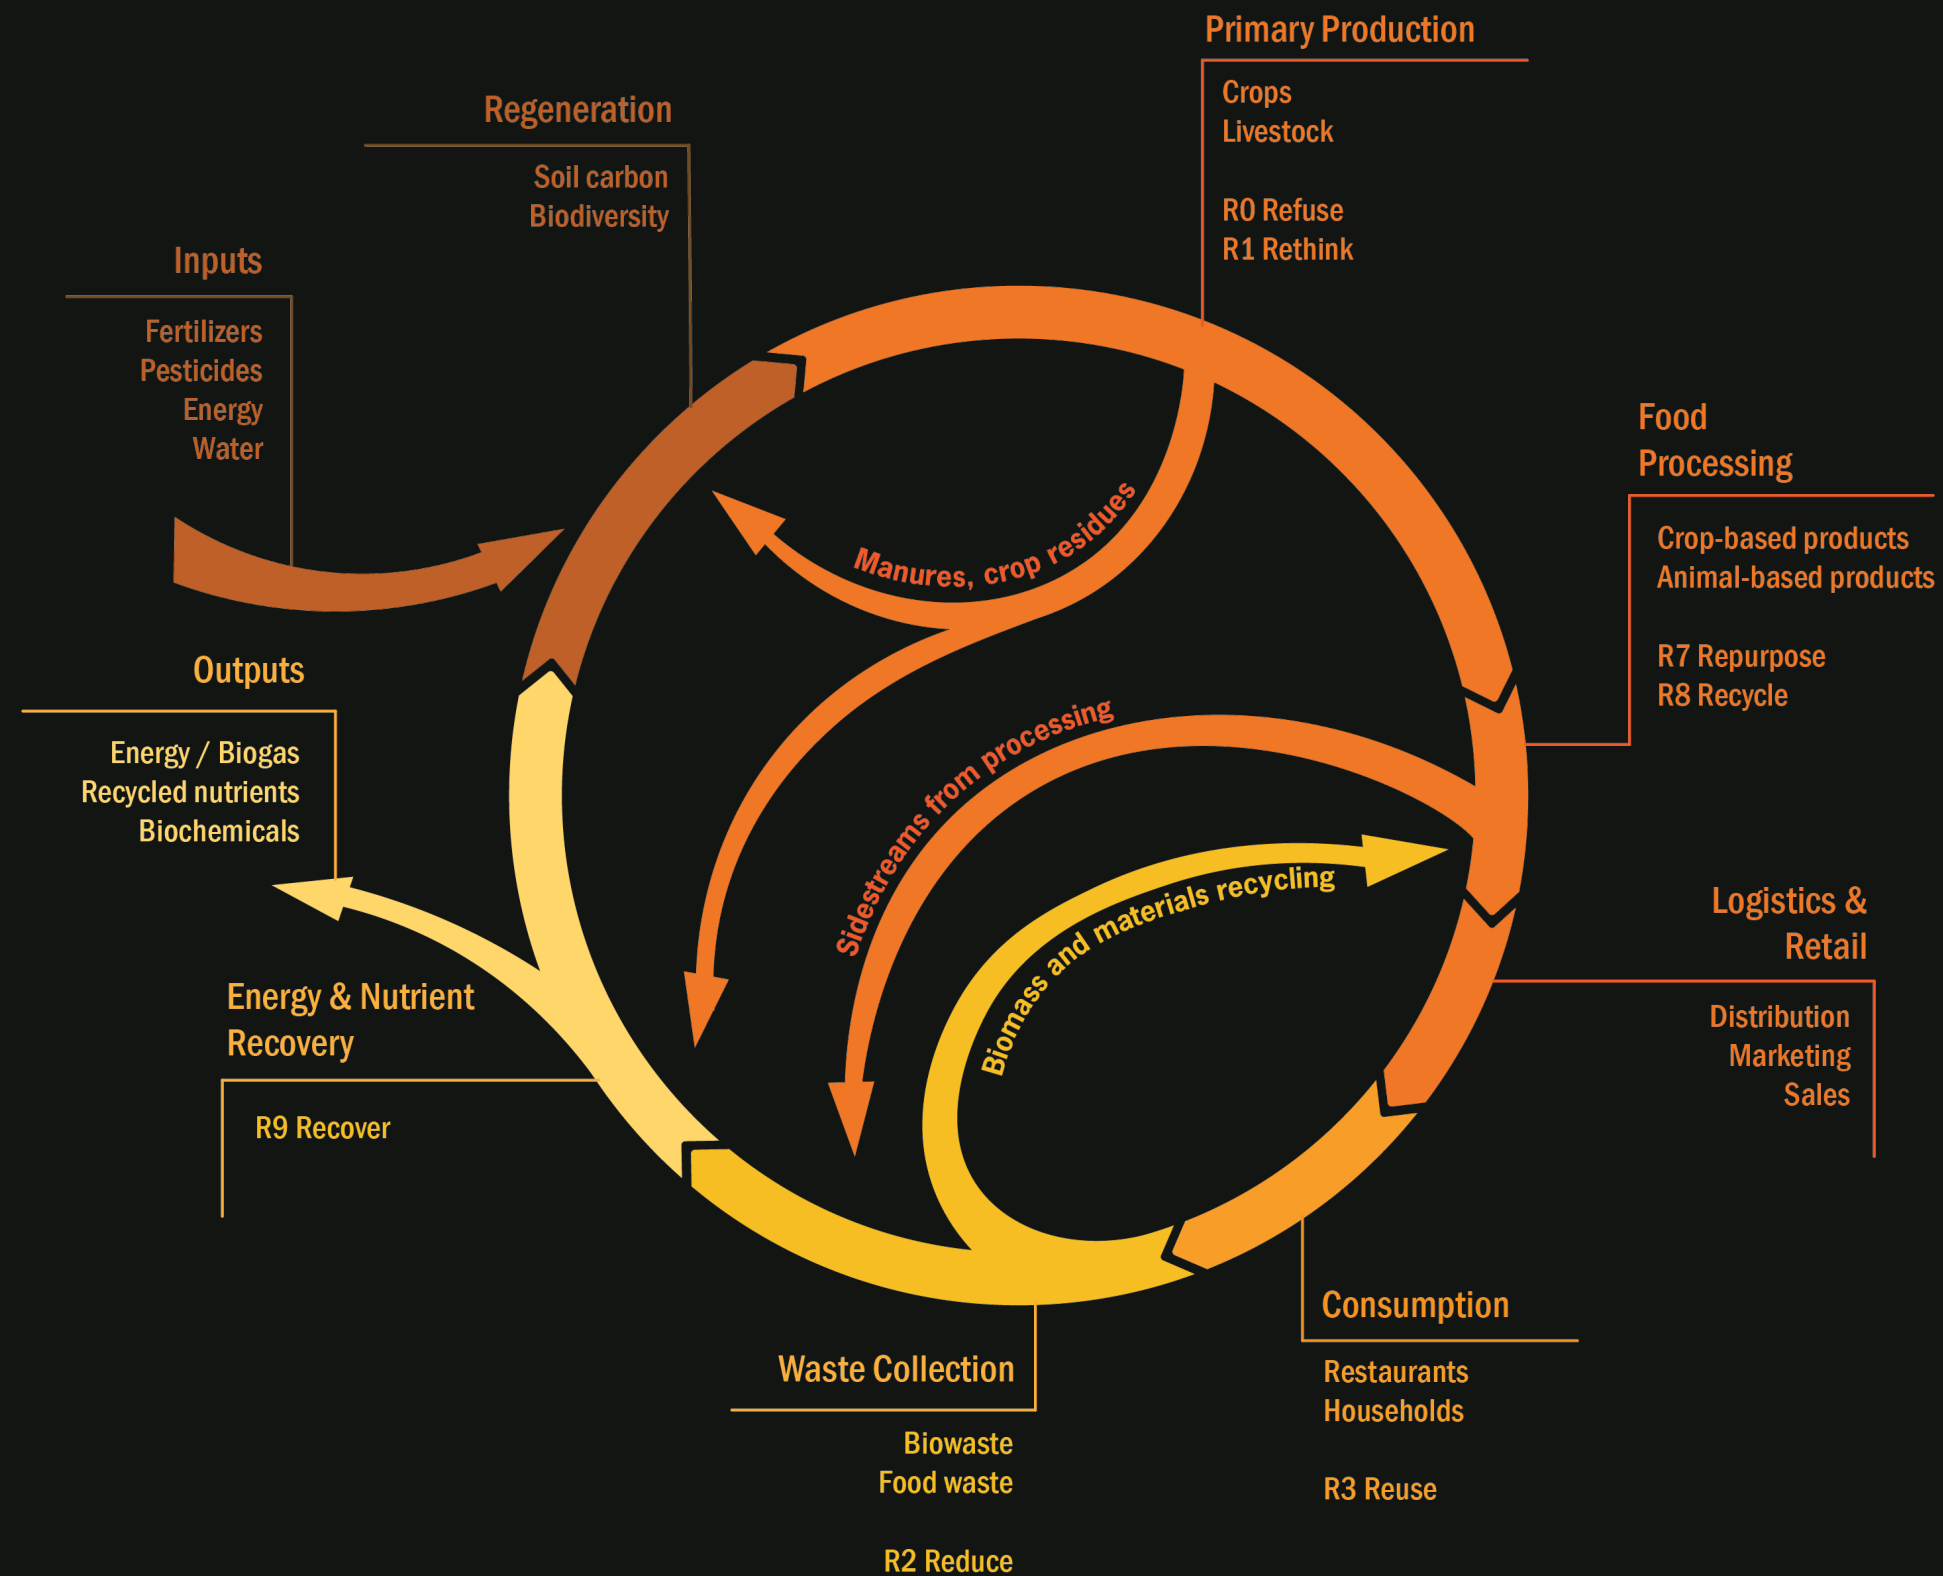 Primary Production
Crops
Livestock
R0 Refuse
R1 Rethink
Regeneration
Soil carbon
Biodiversity
Inputs
Fertilizers
Pesticides
Energy
Water
Food
Processing
Crop-based products
Animal-based products
R7 Repurpose
R8 Recycle
Manures, crop residues
Sidestreams from processing
Biomass and materials recycling
Outputs
Energy / Biogas
Recycled nutrients
Biochemicals
Logistics &
Retail
Distribution
Marketing
Sales
Energy & Nutrient
Recovery
R9 Recover
Consumption
Restaurants
Households
R3 Reuse
Waste Collection
Biowaste
Food waste
R2 Reduce